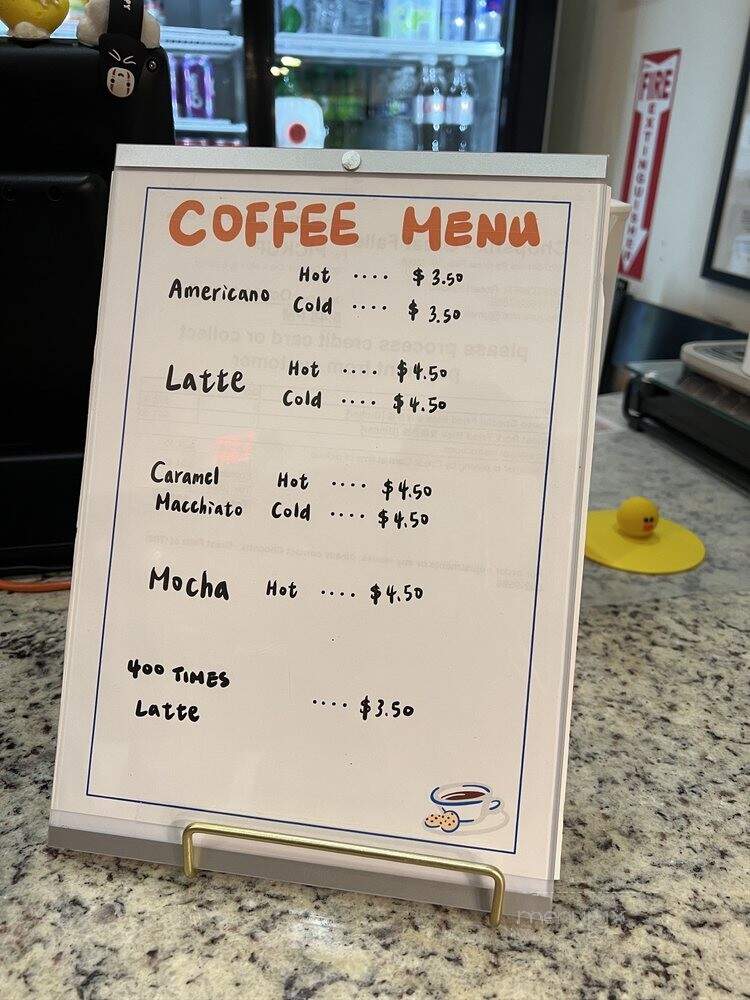 COFFEE MENU
Americano Hot .... $3.50
Cold .... $3.50
Latte Hot .... $4.50
Cold .... $4.50
Caramel Macchiato Hot .... $4.50
Cold .... $4.50
Mocha Hot .... $4.50
400 TIMES
Latte .... $3.50
FIRE
EXTINGUISHER
please process credit card or collect